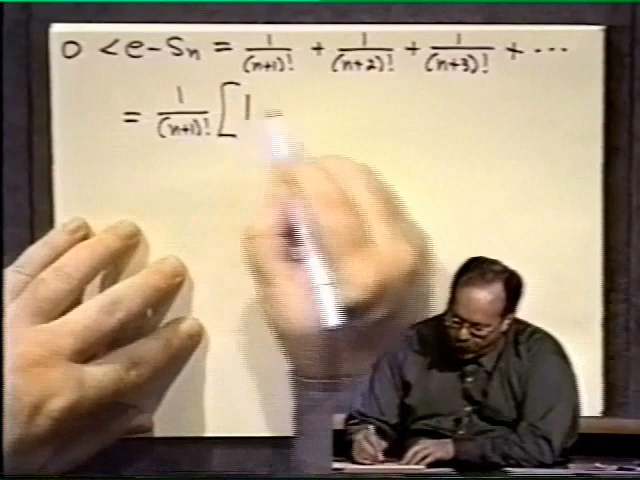 0 < e - Sn = 1/(n+1)! + 1/(n+2)! + 1/(n+3)! + ...
= 1/(n+1)! [ 1